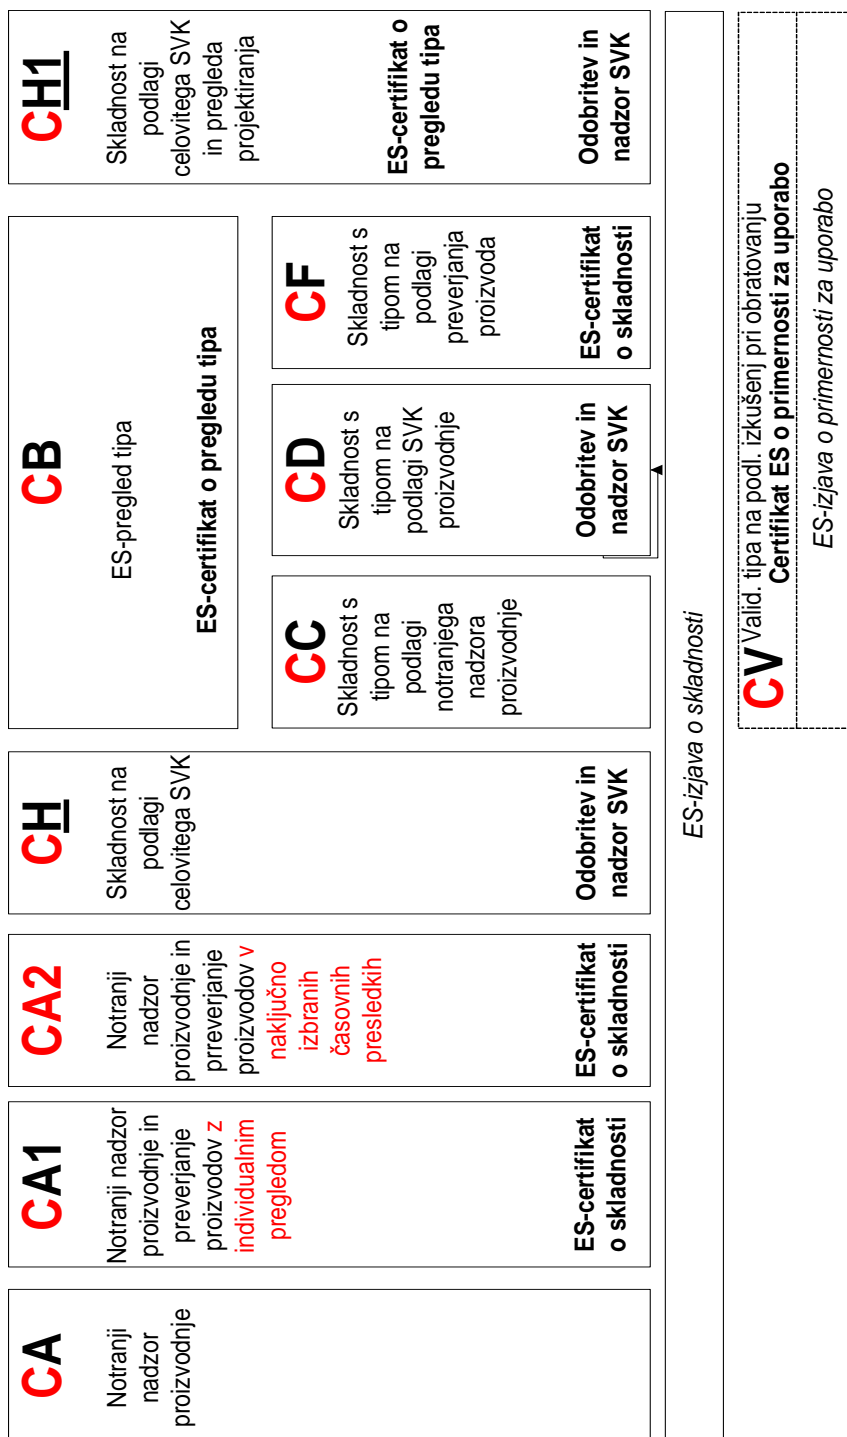 CA
Notranji
nadzor
proizvodnje
CA1
Notranji nadzor
proizvodnje in
preverjanje
proizvodov z
individualnim
pregledom
ES-certifikat
o skladnosti
CA2
Notranji
nadzor
proizvodnje in
prreverjanje
proizvodov v
naključno
izbranih
časovnih
presledkih
ES-certifikat
o skladnosti
CH
Skladnost na
podlagi
celovitega SVK
Odobritev in
nadzor SVK
CB
ES-pregled tipa
ES-certifikat o pregledu tipa
CC
Skladnost s
tipom na
podlagi
notranjega
nadzora
proizvodnje
CD
Skladnost s
tipom na
podlagi SVK
proizvodnje
Odobritev in
nadzor SVK
CF
Skladnost s
tipom na
podlagi
preverjanja
proizvoda
ES-certifikat
o skladnosti
CH1
Skladnost na
podlagi
celovitega SVK
in pregleda
projektiranja
ES-certifikat o
pregledu tipa
Odobritev in
nadzor SVK
ES-izjava o skladnosti
CV Valid. tipa na podl. izkušenj pri obratovanju
Certifikat ES o primernosti za uporabo
ES-izjava o primernosti za uporabo